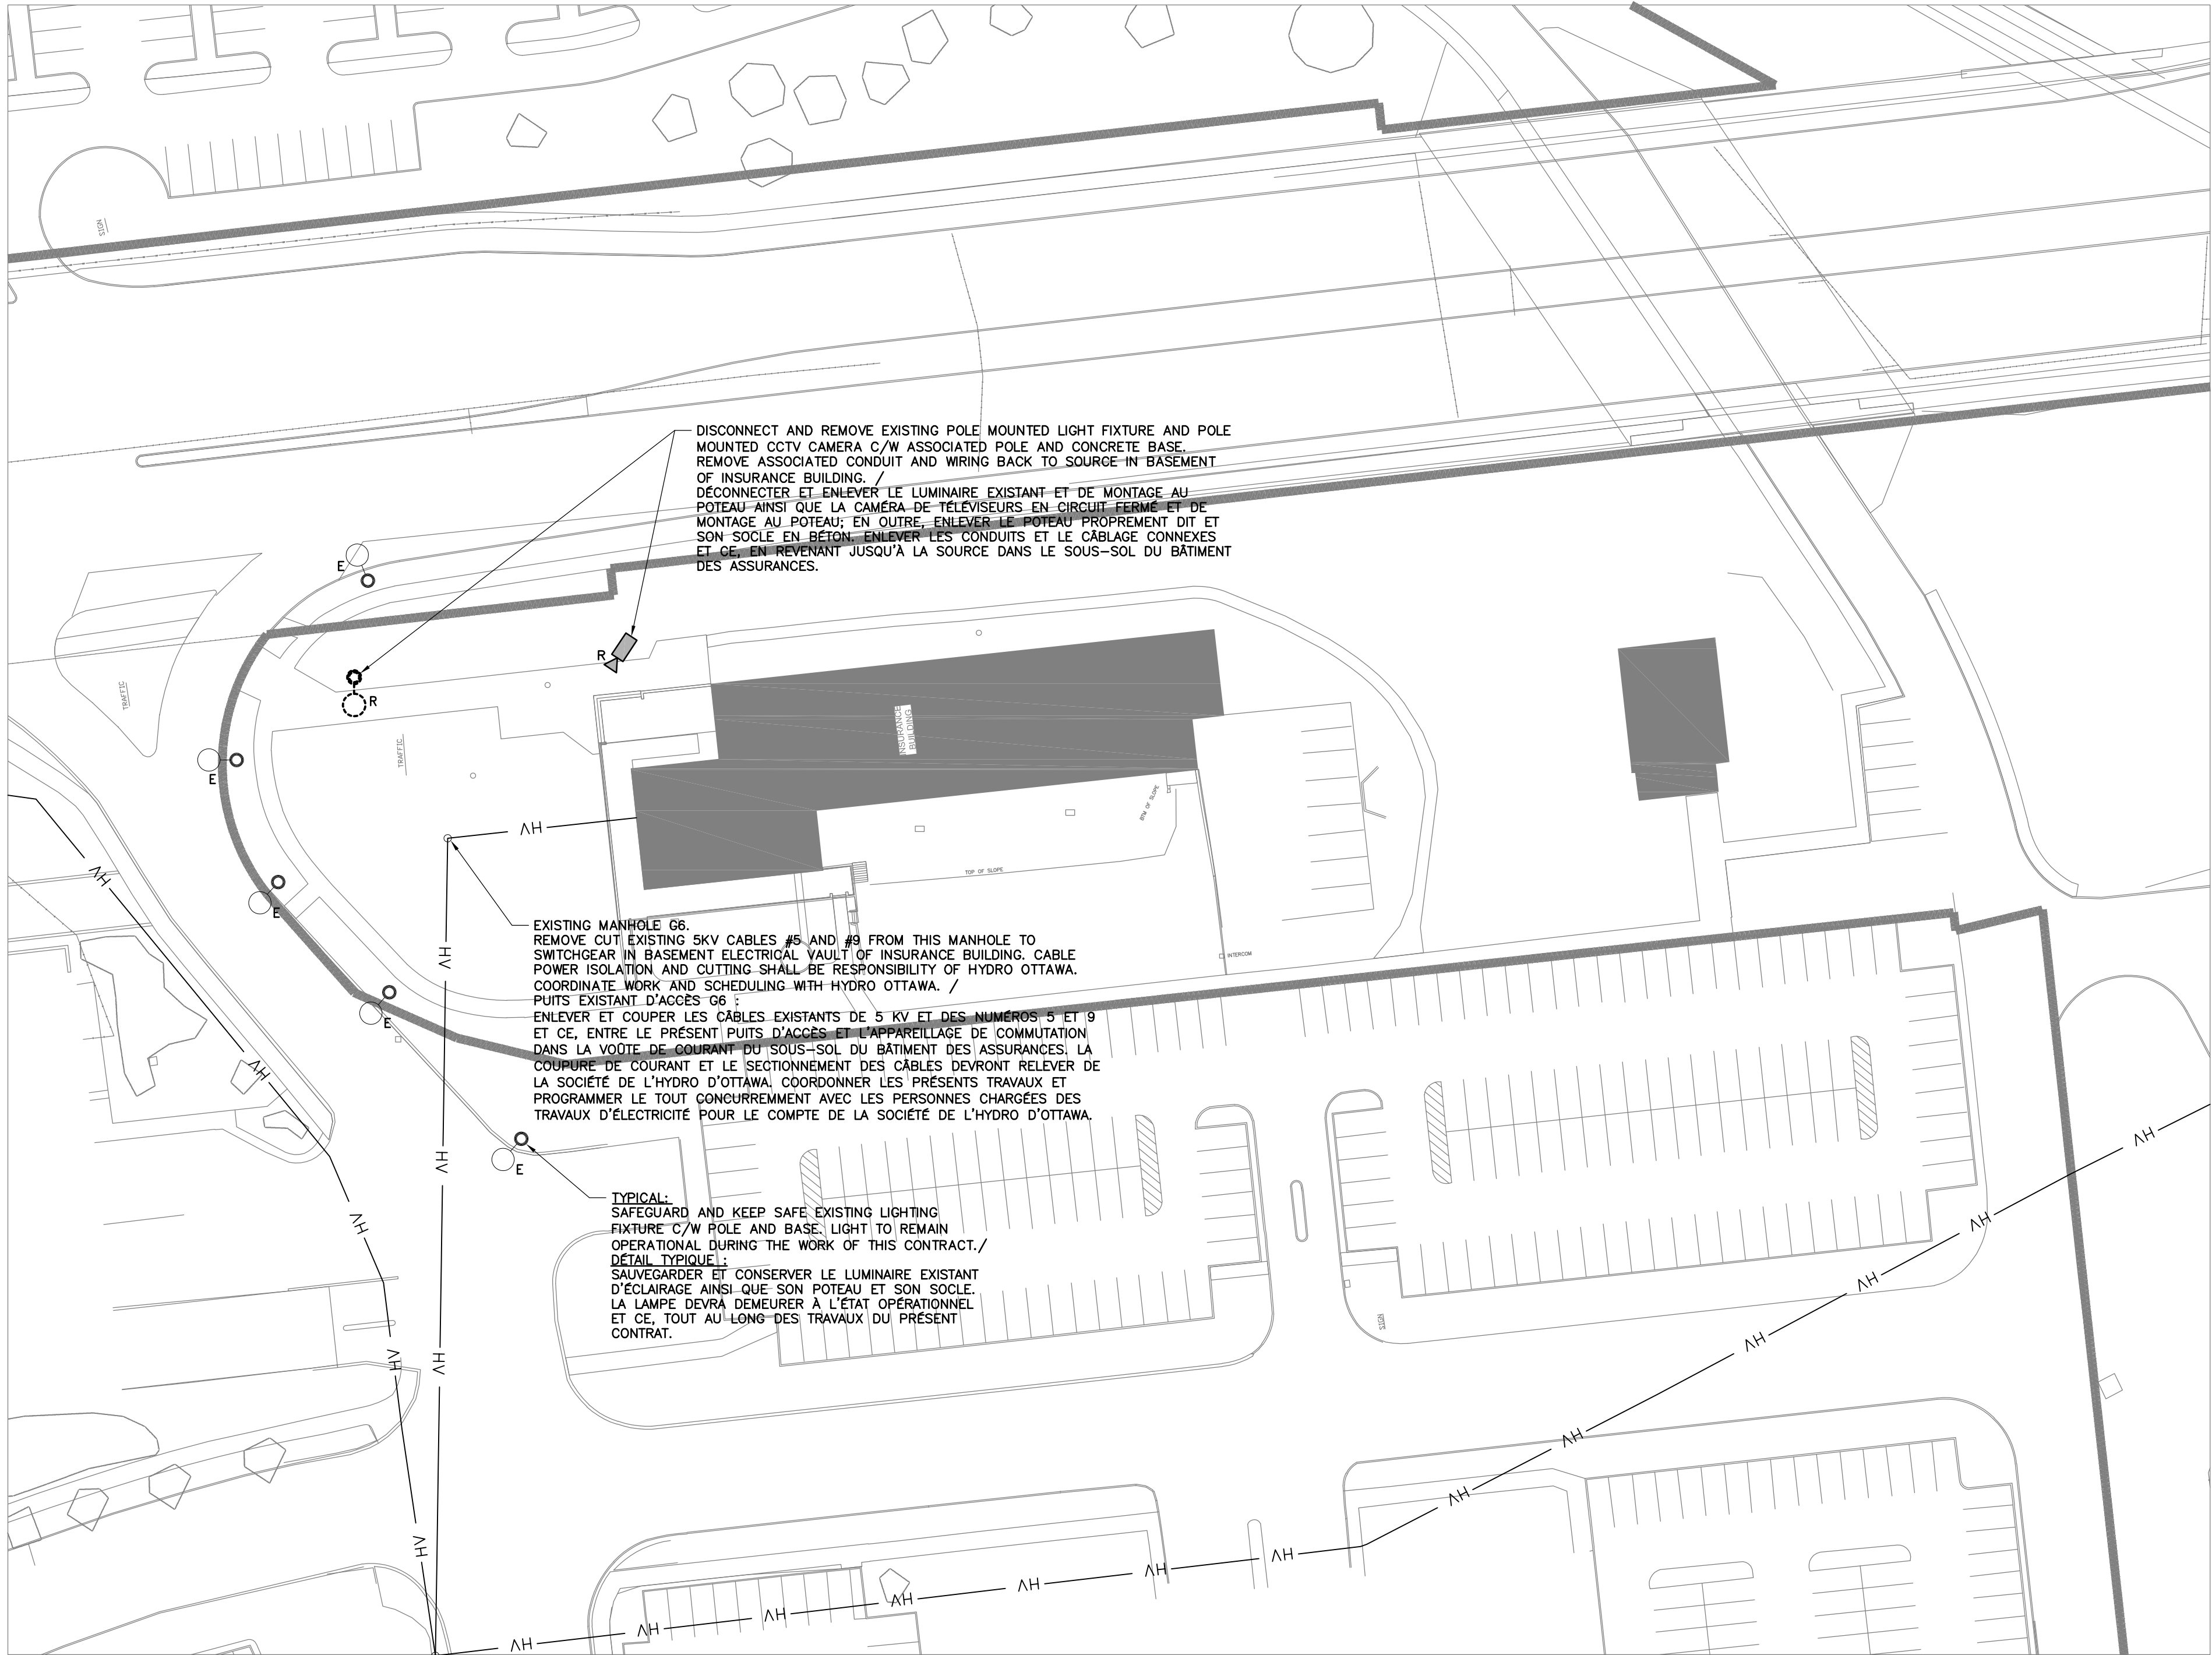 SIGN
DISCONNECT AND REMOVE EXISTING POLE MOUNTED LIGHT FIXTURE AND POLE
MOUNTED CCTV CAMERA C/W ASSOCIATED POLE AND CONCRETE BASE.
REMOVE ASSOCIATED CONDUIT AND WIRING BACK TO SOURCE IN BASEMENT
OF INSURANCE BUILDING. /
DÉCONNECTER ET ENLEVER LE LUMINAIRE EXISTANT ET DE MONTAGE AU
POTEAU AINSI QUE LA CAMÉRA DE TÉLÉVISEURS EN CIRCUIT FERMÉ ET DE
MONTAGE AU POTEAU; EN OUTRE, ENLEVER LE POTEAU PROPREMENT DIT ET
SON SOCLE EN BÉTON. ENLEVER LES CONDUITS ET LE CÂBLAGE CONNEXES
ET CE, EN REVENANT JUSQU'À LA SOURCE DANS LE SOUS-SOL DU BÂTIMENT
DES ASSURANCES.
E
R
R
TRAFFIC
TRAFFIC
INSURANCE
BUILDING
E
BTM OF SLOPE
HV
TOP OF SLOPE
HV
E
EXISTING MANHOLE G6.
REMOVE CUT EXISTING 5KV CABLES #5 AND #9 FROM THIS MANHOLE TO
SWITCHGEAR IN BASEMENT ELECTRICAL VAULT OF INSURANCE BUILDING. CABLE
POWER ISOLATION AND CUTTING SHALL BE RESPONSIBILITY OF HYDRO OTTAWA.
COORDINATE WORK AND SCHEDULING WITH HYDRO OTTAWA. /
PUITS EXISTANT D'ACCÈS G6 :
ENLEVER ET COUPER LES CÂBLES EXISTANTS DE 5 KV ET DES NUMÉROS 5 ET 9
ET CE, ENTRE LE PRÉSENT PUITS D'ACCÈS ET L'APPAREILLAGE DE COMMUTATION
DANS LA VOÛTE DE COURANT DU SOUS-SOL DU BÂTIMENT DES ASSURANCES. LA
COUPURE DE COURANT ET LE SECTIONNEMENT DES CÂBLES DEVRONT RELEVER DE
LA SOCIÉTÉ DE L'HYDRO D'OTTAWA. COORDONNER LES PRÉSENTS TRAVAUX ET
PROGRAMMER LE TOUT CONCURREMMENT AVEC LES PERSONNES CHARGÉES DES
TRAVAUX D'ÉLECTRICITÉ POUR LE COMPTE DE LA SOCIÉTÉ DE L'HYDRO D'OTTAWA.
HV
INTERCOM
E
HV
HV
E
HV
TYPICAL:
SAFEGUARD AND KEEP SAFE EXISTING LIGHTING
FIXTURE C/W POLE AND BASE. LIGHT TO REMAIN
OPERATIONAL DURING THE WORK OF THIS CONTRACT./
DÉTAIL TYPIQUE :
SAUVEGARDER ET CONSERVER LE LUMINAIRE EXISTANT
D'ÉCLAIRAGE AINSI QUE SON POTEAU ET SON SOCLE.
LA LAMPE DEVRA DEMEURER À L'ÉTAT OPÉRATIONNEL
ET CE, TOUT AU LONG DES TRAVAUX DU PRÉSENT
CONTRAT.
HV
HV
HV
SIGN
HV
HV
HV
HV
HV
HV
HV
HV
HV
HV
HV
HV
HV